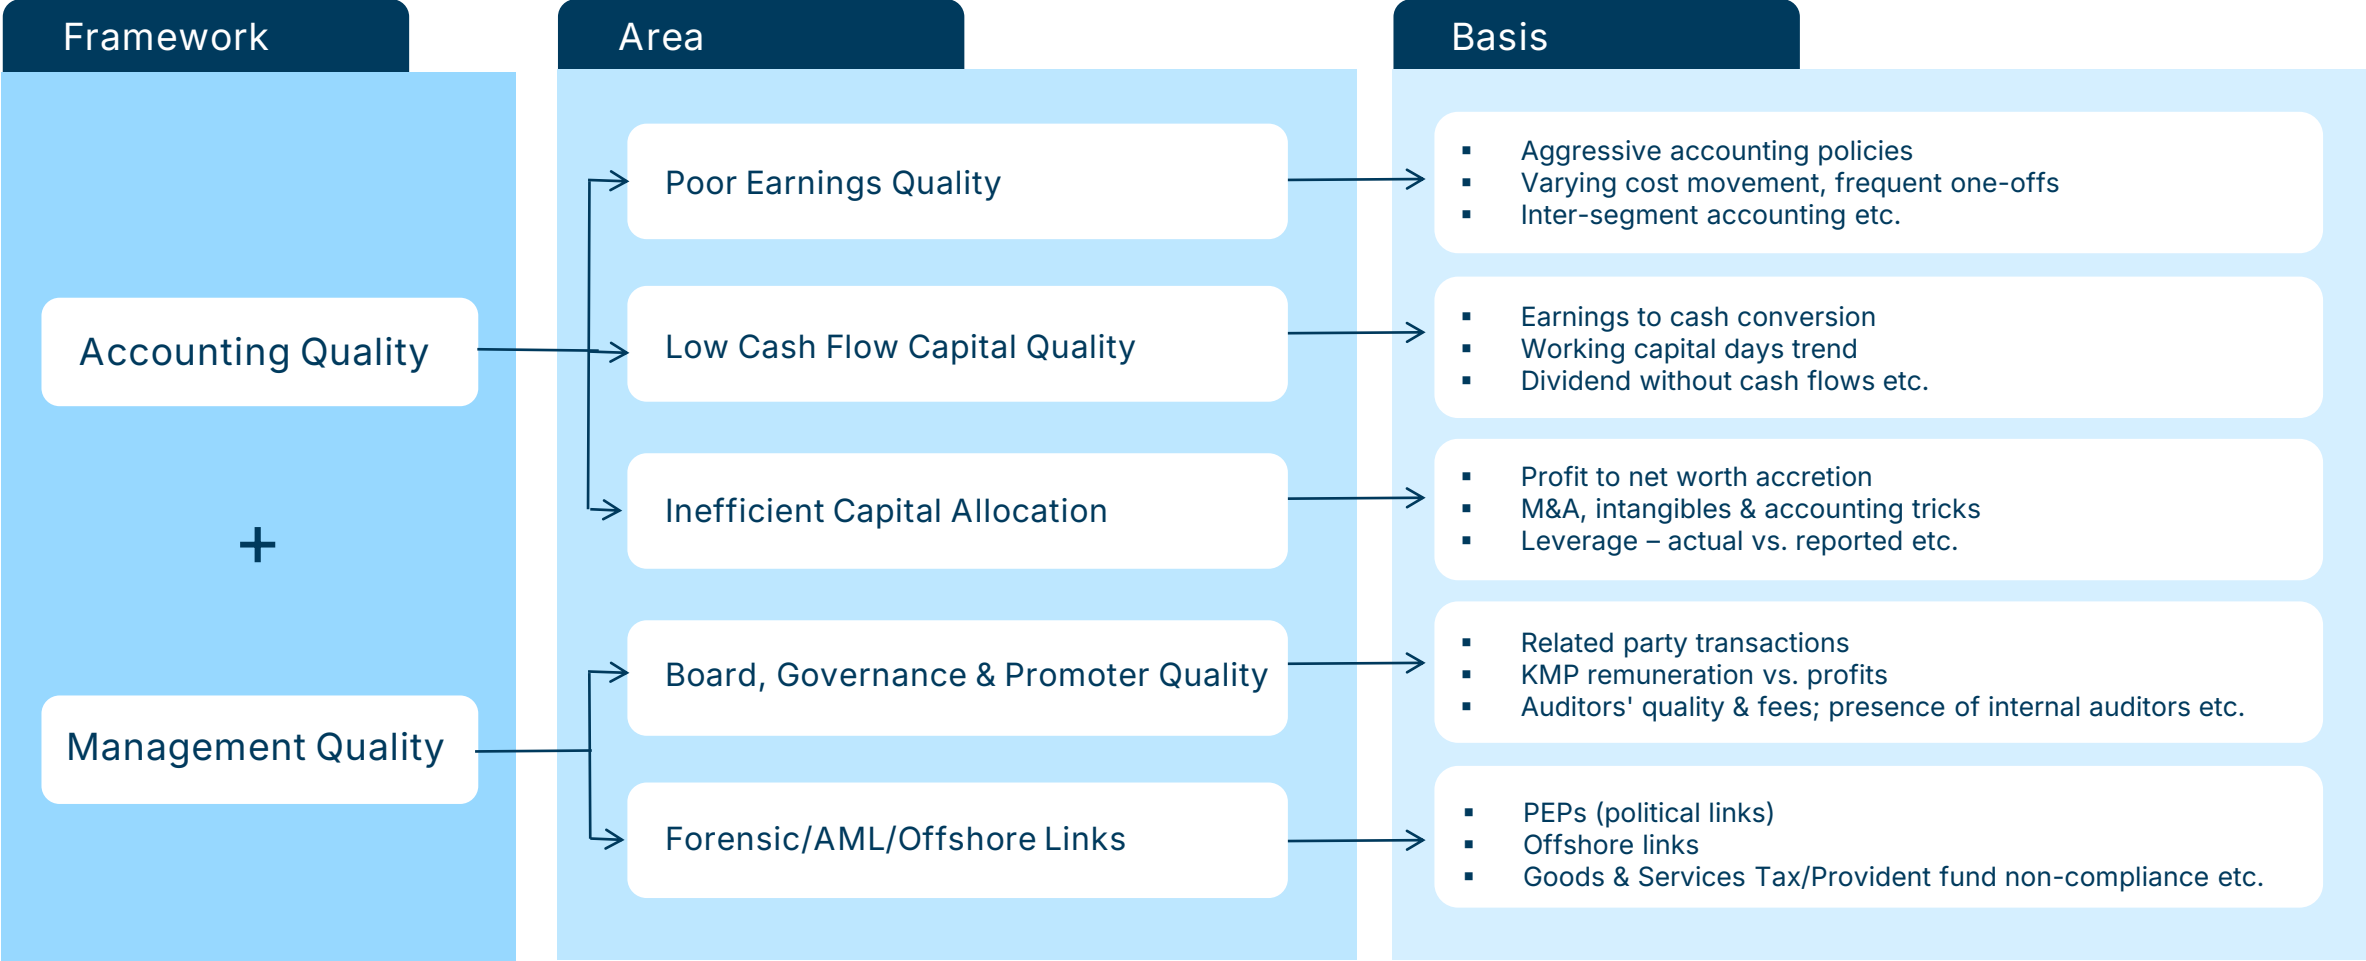 Framework
Area
Basis
Accounting Quality
+
Management Quality
Poor Earnings Quality
Low Cash Flow Capital Quality
Inefficient Capital Allocation
Board, Governance & Promoter Quality
Forensic/AML/Offshore Links
▪ Aggressive accounting policies
▪ Varying cost movement, frequent one-offs
▪ Inter-segment accounting etc.
▪ Earnings to cash conversion
▪ Working capital days trend
▪ Dividend without cash flows etc.
▪ Profit to net worth accretion
▪ M&A, intangibles & accounting tricks
▪ Leverage – actual vs. reported etc.
▪ Related party transactions
▪ KMP remuneration vs. profits
▪ Auditors' quality & fees; presence of internal auditors etc.
▪ PEPs (political links)
▪ Offshore links
▪ Goods & Services Tax/Provident fund non-compliance etc.